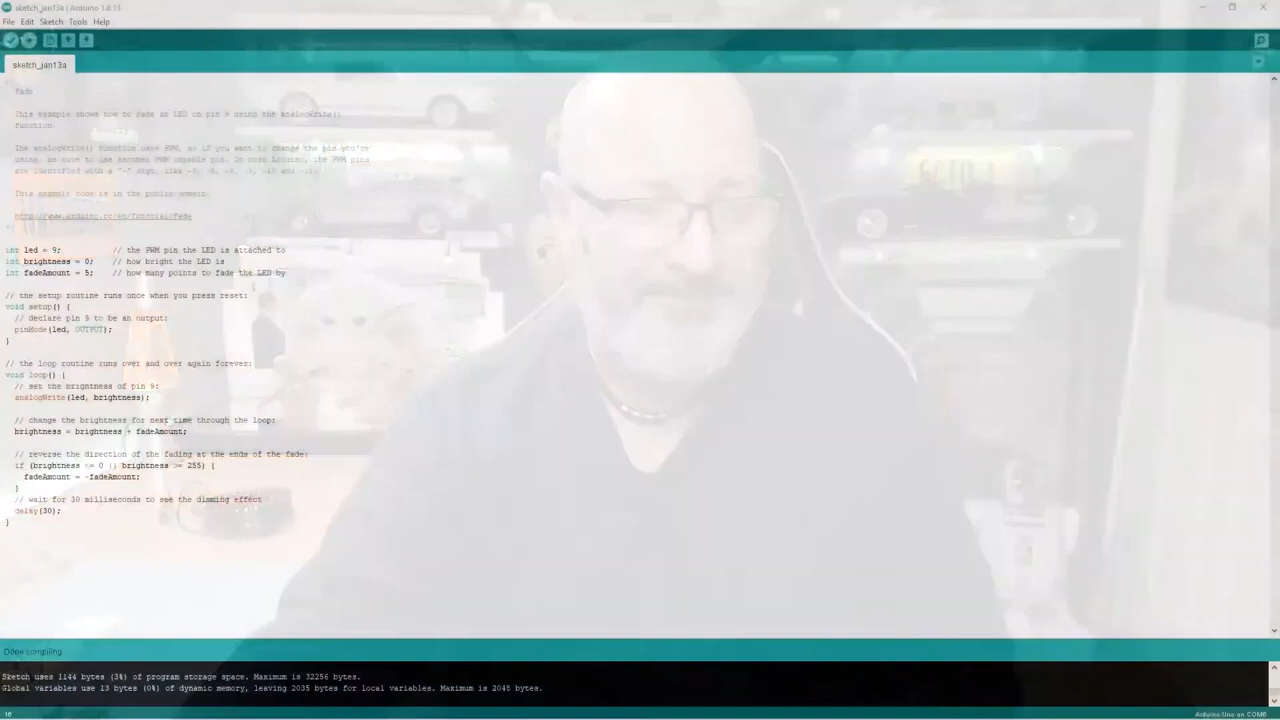 sketch_jan13a | Arduino 1.8.13
File Edit Sketch Tools Help
sketch_jan13a
Fade
This example shows how to fade an LED on pin 9 using the analogWrite()
function.
The analogWrite() function uses PWM, so if you want to change the pin you're
using, be sure to use another PWM capable pin. On most Arduino, the PWM pins
are identified with a "~" sign, like ~3, ~5, ~6, ~9, ~10 and ~11.
This example code is in the public domain.
http://www.arduino.cc/en/Tutorial/Fade
*/
int led = 9; // the PWM pin the LED is attached to
int brightness = 0; // how bright the LED is
int fadeAmount = 5; // how many points to fade the LED by
// the setup routine runs once when you press reset:
void setup() {
// declare pin 9 to be an output:
pinMode(led, OUTPUT);
}
// the loop routine runs over and over again forever:
void loop() {
// set the brightness of pin 9:
analogWrite(led, brightness);
// change the brightness for next time through the loop:
brightness = brightness + fadeAmount;
// reverse the direction of the fading at the ends of the fade:
if (brightness <= 0 || brightness >= 255) {
fadeAmount = -fadeAmount;
}
// wait for 30 milliseconds to see the dimming effect
delay(30);
}
Done compiling
Sketch uses 1144 bytes (3%) of program storage space. Maximum is 32256 bytes.
Global variables use 13 bytes (0%) of dynamic memory, leaving 2035 bytes for local variables. Maximum is 2048 bytes.
Arduino Uno on COM6